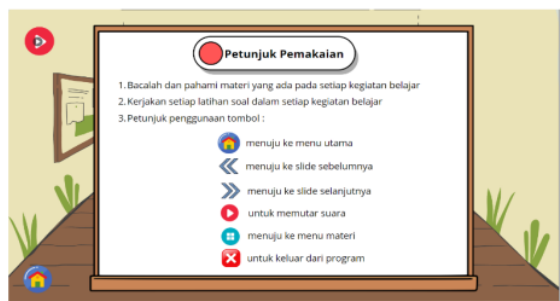 Petunjuk Pemakaian
1.Bacalah dan pahami materi yang ada pada setiap kegiatan belajar
2.Kerjakan setiap latihan soal dalam setiap kegiatan belajar
3.Petunjuk penggunaan tombol :
menuju ke menu utama
menuju ke slide sebelumnya
menuju ke slide selanjutnya
untuk memutar suara
menuju ke menu materi
untuk keluar dari program